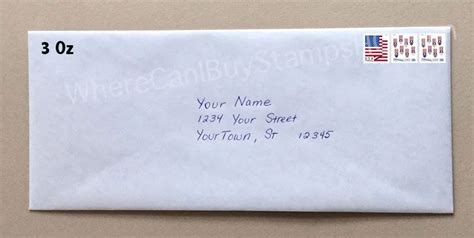 3 Oz
WhereCanIBuyStamps
Your Name
1234 Your Street
YourTown, St 12345